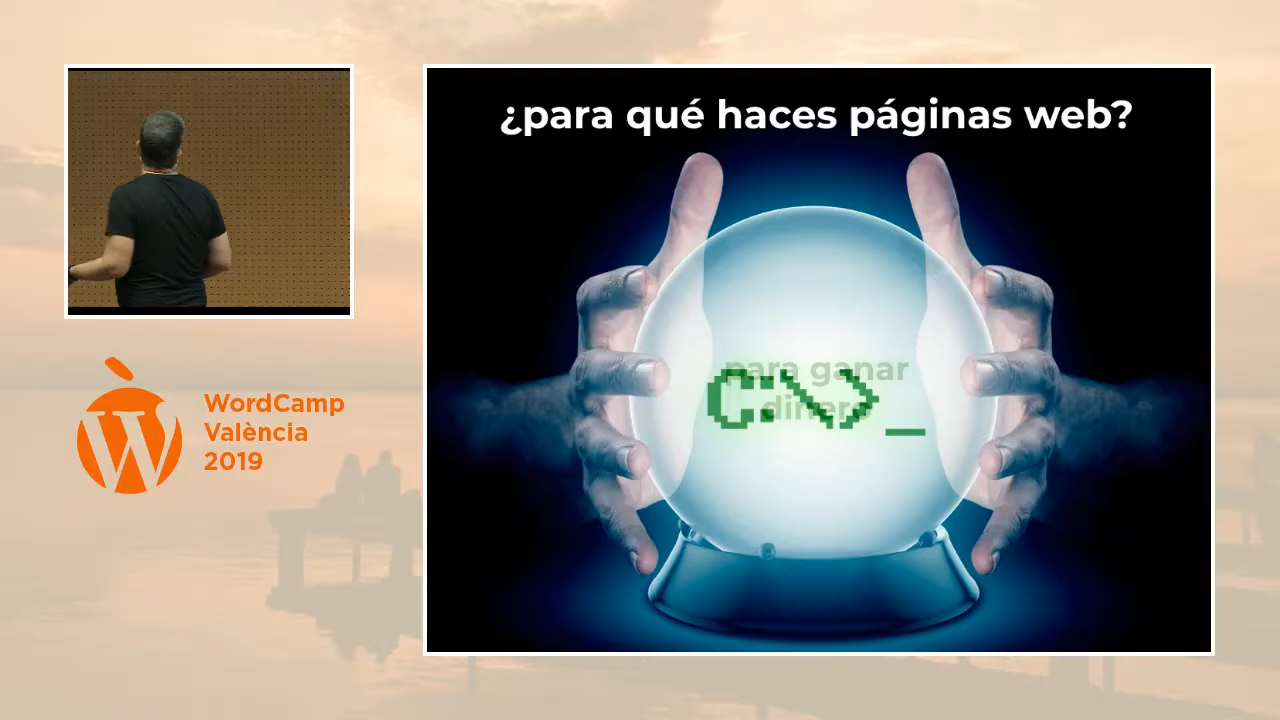 ¿para qué haces páginas web?
para ganar
dinero
C:\>_
WordCamp
València
2019